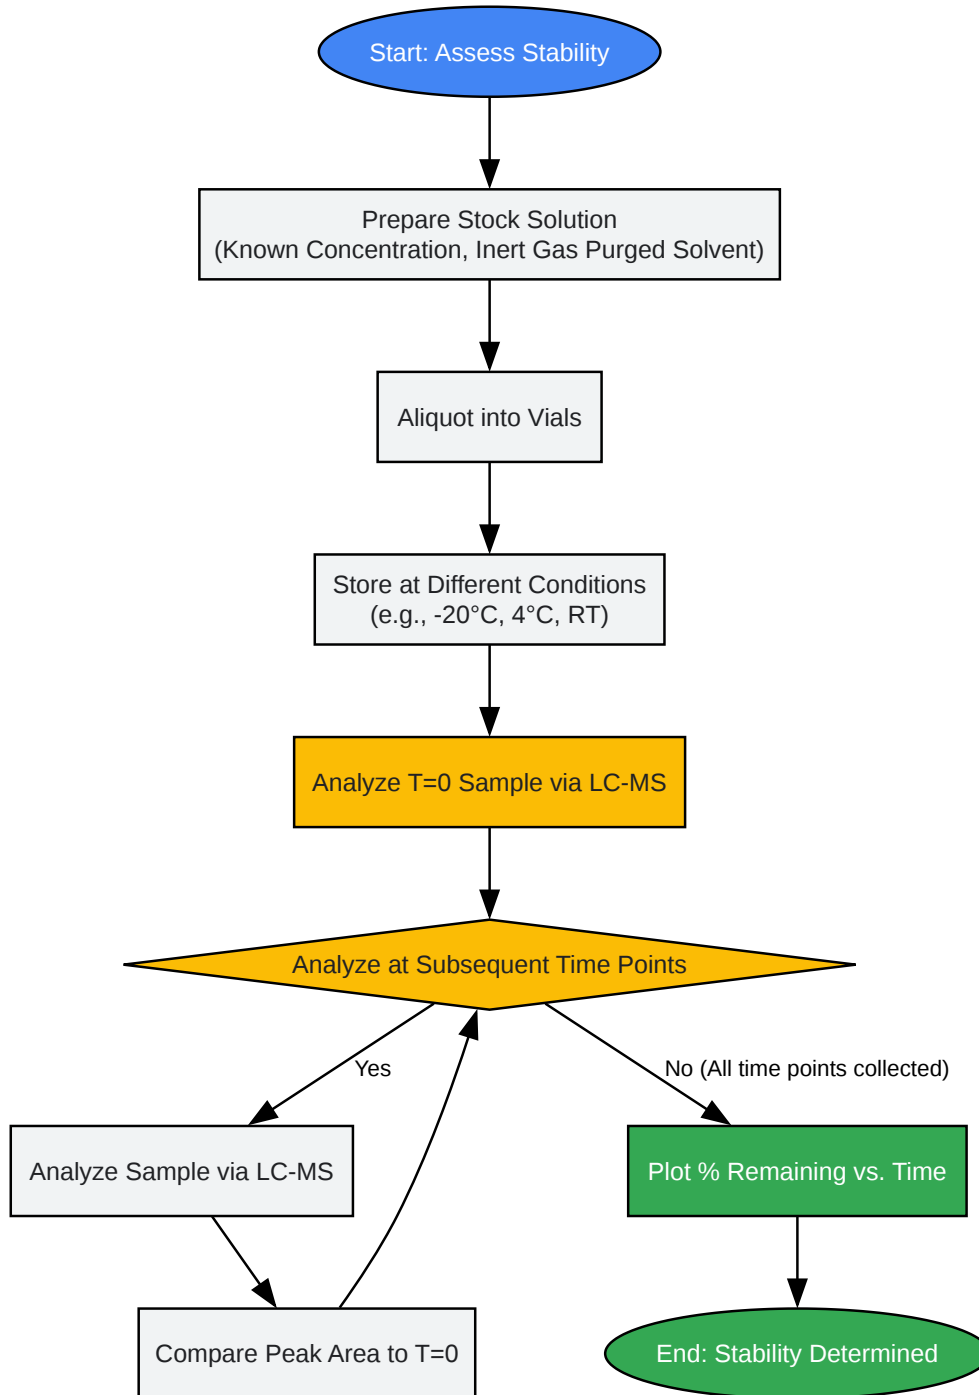 Start: Assess Stability
Prepare Stock Solution
(Known Concentration, Inert Gas Purged Solvent)
Aliquot into Vials
Store at Different Conditions
(e.g., -20°C, 4°C, RT)
Analyze T=0 Sample via LC-MS
Analyze at Subsequent Time Points
Yes
No (All time points collected)
Analyze Sample via LC-MS
Plot % Remaining vs. Time
Compare Peak Area to T=0
End: Stability Determined